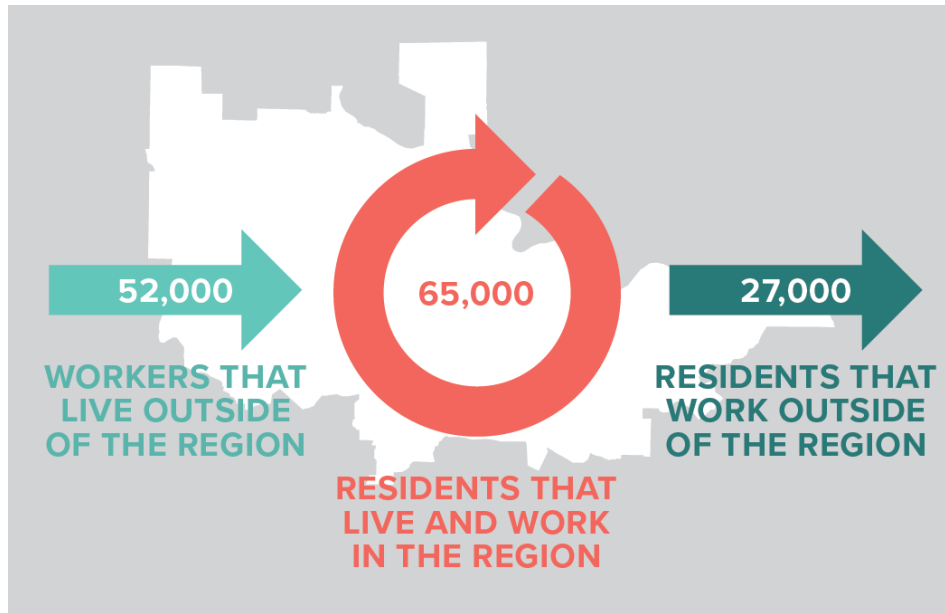 52,000
WORKERS THAT
LIVE OUTSIDE
OF THE REGION
65,000
RESIDENTS THAT
LIVE AND WORK
IN THE REGION
27,000
RESIDENTS THAT
WORK OUTSIDE
OF THE REGION